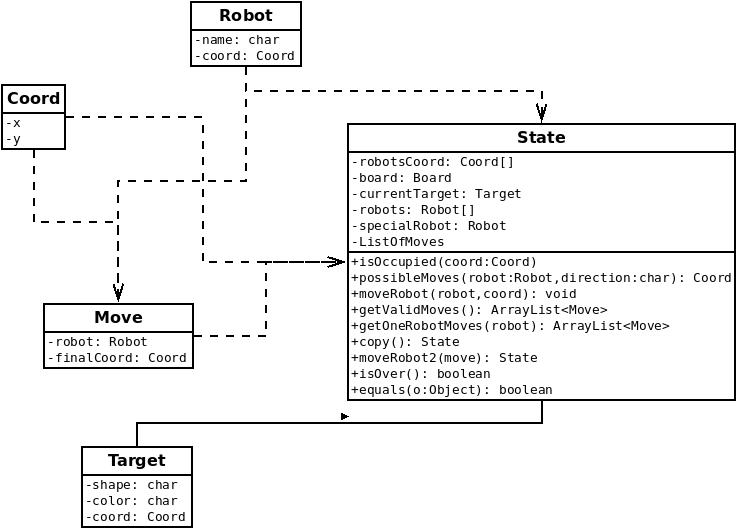 Robot
-name: char
-coord: Coord
Coord
-x
-y
State
-robotsCoord: Coord[]
-board: Board
-currentTarget: Target
-robots: Robot[]
-specialRobot: Robot
-ListOfMoves
+isOccupied(coord:Coord)
+possibleMoves(robot:Robot,direction:char): Coord
+moveRobot(robot,coord): void
+getValidMoves(): ArrayList<Move>
+getOneRobotMoves(robot): ArrayList<Move>
+copy(): State
+moveRobot2(move): State
+isOver(): boolean
+equals(o:Object): boolean
Move
-robot: Robot
-finalCoord: Coord
Target
-shape: char
-color: char
-coord: Coord